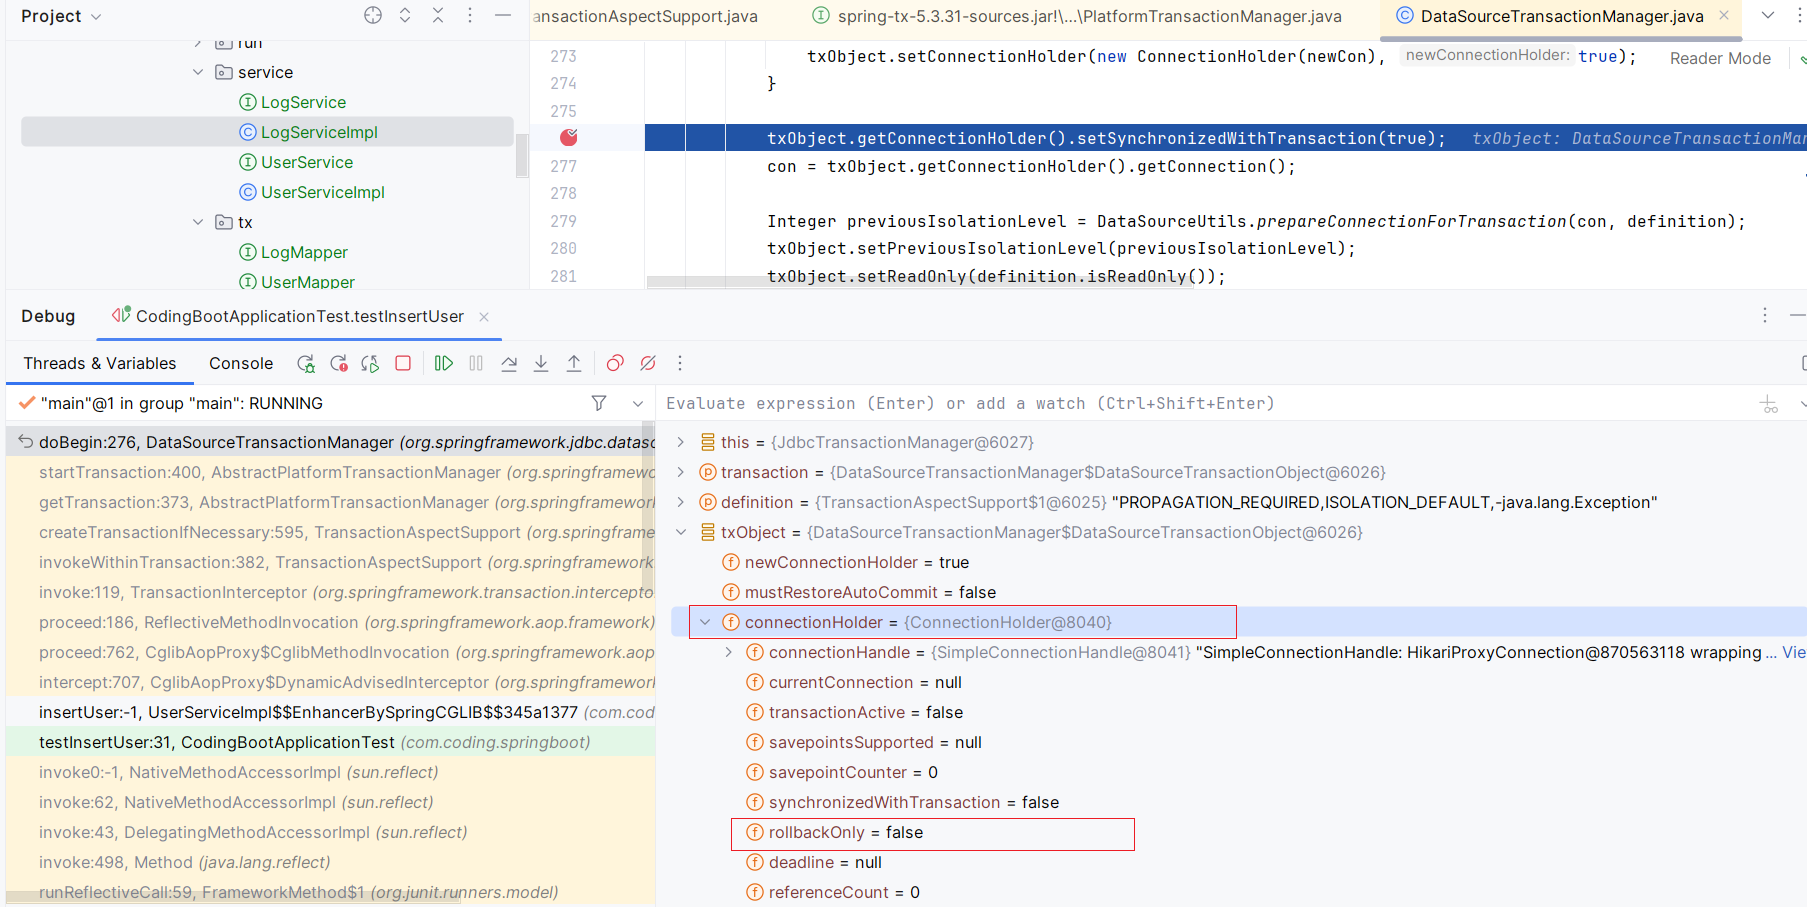 Project
run
service
LogService
LogServiceImpl
UserService
UserServiceImpl
tx
LogMapper
UserMapper
ansactionAspectSupport.java
spring-tx-5.3.31-sources.jar!\...\PlatformTransactionManager.java
DataSourceTransactionManager.java
Reader Mode
273 txObject.setConnectionHolder(new ConnectionHolder(newCon), newConnectionHolder: true);
274 }
275
txObject.getConnectionHolder().setSynchronizedWithTransaction(true); txObject: DataSourceTransactionMan
277 con = txObject.getConnectionHolder().getConnection();
278
279 Integer previousIsolationLevel = DataSourceUtils.prepareConnectionForTransaction(con, definition);
280 txObject.setPreviousIsolationLevel(previousIsolationLevel);
281 txObject.setReadOnly(definition.isReadOnly());
Debug CodingBootApplicationTest.testInsertUser
Threads & Variables Console
"main"@1 in group "main": RUNNING
doBegin:276, DataSourceTransactionManager (org.springframework.jdbc.dataso
startTransaction:400, AbstractPlatformTransactionManager (org.springframewo
getTransaction:373, AbstractPlatformTransactionManager (org.springframework
createTransactionIfNecessary:595, TransactionAspectSupport (org.springframe
invokeWithinTransaction:382, TransactionAspectSupport (org.springframework.
invoke:119, TransactionInterceptor (org.springframework.transaction.intercepto
proceed:186, ReflectiveMethodInvocation (org.springframework.aop.framework)
proceed:762, CglibAopProxy$CglibMethodInvocation (org.springframework.aop
intercept:707, CglibAopProxy$DynamicAdvisedInterceptor (org.springframework
insertUser:-1, UserServiceImpl$$EnhancerBySpringCGLIB$$345a1377 (com.cod
testInsertUser:31, CodingBootApplicationTest (com.coding.springboot)
invoke0:-1, NativeMethodAccessorImpl (sun.reflect)
invoke:62, NativeMethodAccessorImpl (sun.reflect)
invoke:43, DelegatingMethodAccessorImpl (sun.reflect)
invoke:498, Method (java.lang.reflect)
runReflectiveCall:59, FrameworkMethod$1 (org.junit.runners.model)
Evaluate expression (Enter) or add a watch (Ctrl+Shift+Enter)
this = {JdbcTransactionManager@6027}
transaction = {DataSourceTransactionManager$DataSourceTransactionObject@6026}
definition = {TransactionAspectSupport$1@6025} "PROPAGATION_REQUIRED,ISOLATION_DEFAULT,-java.lang.Exception"
txObject = {DataSourceTransactionManager$DataSourceTransactionObject@6026}
newConnectionHolder = true
mustRestoreAutoCommit = false
connectionHolder = {ConnectionHolder@8040}
connectionHandle = {SimpleConnectionHandle@8041} "SimpleConnectionHandle: HikariProxyConnection@870563118 wrapping ... Vie
currentConnection = null
transactionActive = false
savepointsSupported = null
savepointCounter = 0
synchronizedWithTransaction = false
rollbackOnly = false
deadline = null
referenceCount = 0